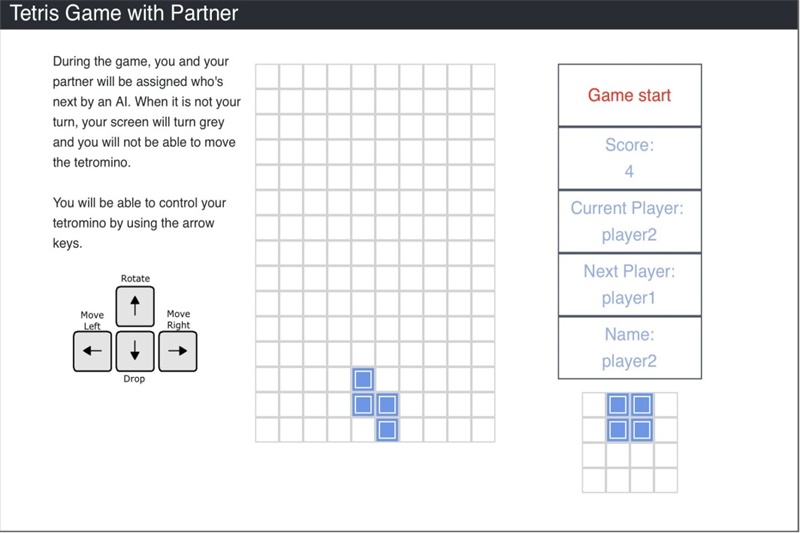 Tetris Game with Partner
During the game, you and your
partner will be assigned who's
next by an AI. When it is not your
turn, your screen will turn grey
and you will not be able to move
the tetromino.
You will be able to control your
tetromino by using the arrow
keys.
Rotate
Move
Left
Move
Right
Drop
Game start
Score:
4
Current Player:
player2
Next Player:
player1
Name:
player2